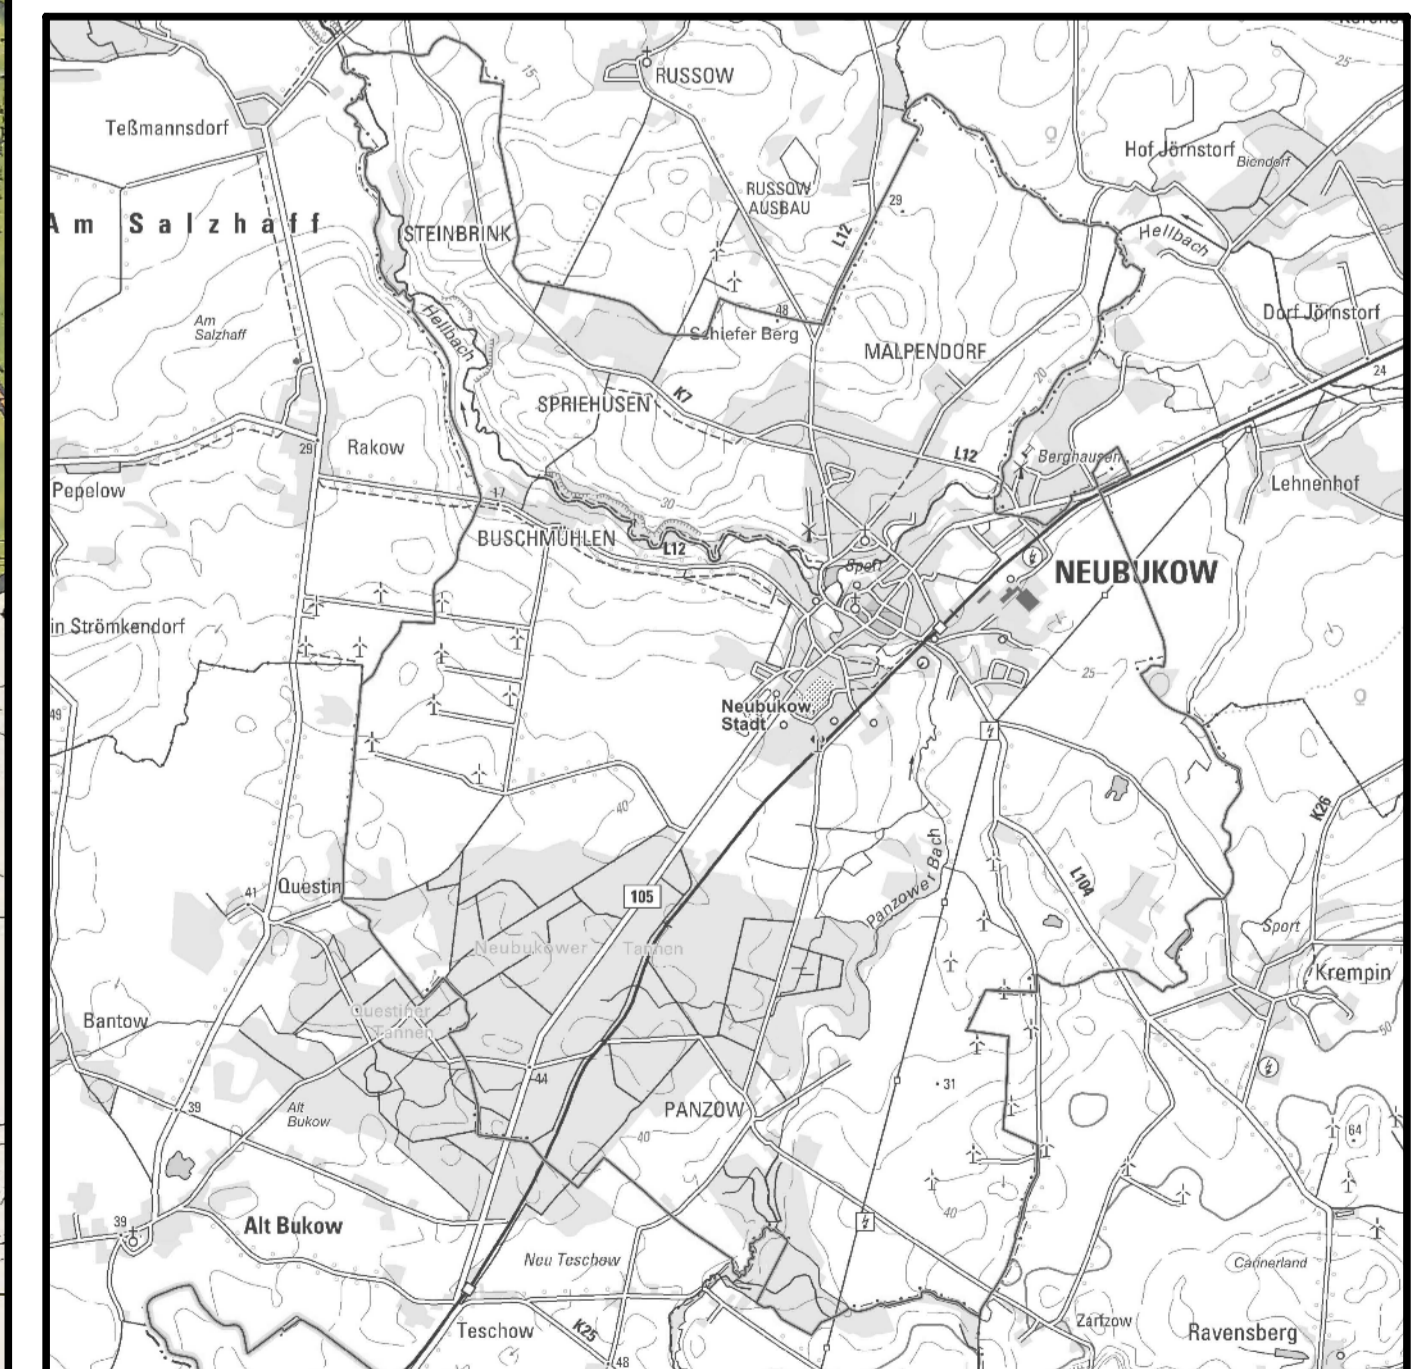 RUSSOW
25
15
Teßmannsdorf
Hof Jörnstorf
Biendorf
RUSSOW
AUSBAU
29
Am Salzhaff
STEINBRINK
L12
Hellbach
Am
Salzhaff
Hellbach
48
Schiefer Berg
Dorf Jörnstorf
MALPENDORF
24
20
K7
SPRIEHUSEN
29
Rakow
L12
Berghausen
Pepelow
17
30
Lehnenhof
BUSCHMÜHLEN
L12
Sport
NEUBUKOW
in Strömkendorf
25
49
Neubukow,
Stadt
40
K26
Panzower Bach
L104
41
Questin
105
Neubukower Tannen
Sport
Krempin
Questiner
Tannen
Bantow
50
44
31
39
Alt
Bukow
PANZOW
40
64
39
Alt Bukow
40
Neu Teschow
Carinerland
Teschow
K25
Zarfzow
Ravensberg
48